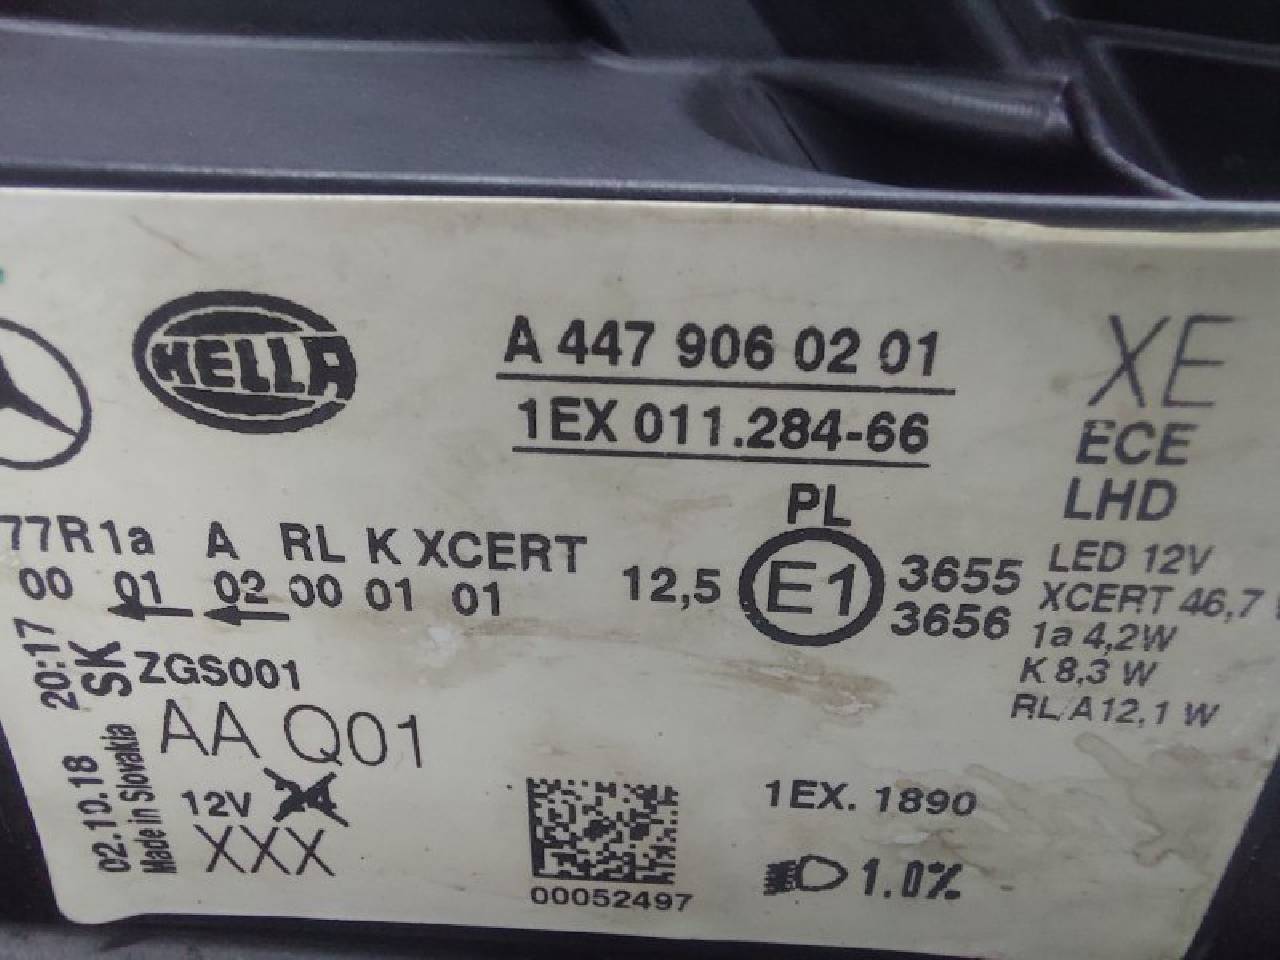 HELLA
A 447 906 02 01
1EX 011.284-66
XE
ECE
LHD
PL
77R 1a A RL K XCERT
00 01 02 00 01 01
12,5 E1 3655
3656
LED 12V
XCERT 46,7
1a 4,2W
K 8,3 W
RL/A 12,1 W
20:17
SK
ZGS001
AA Q01
02.10.18
Made in Slovakia
12V
XXX
00052497
1EX. 1890
1.0%